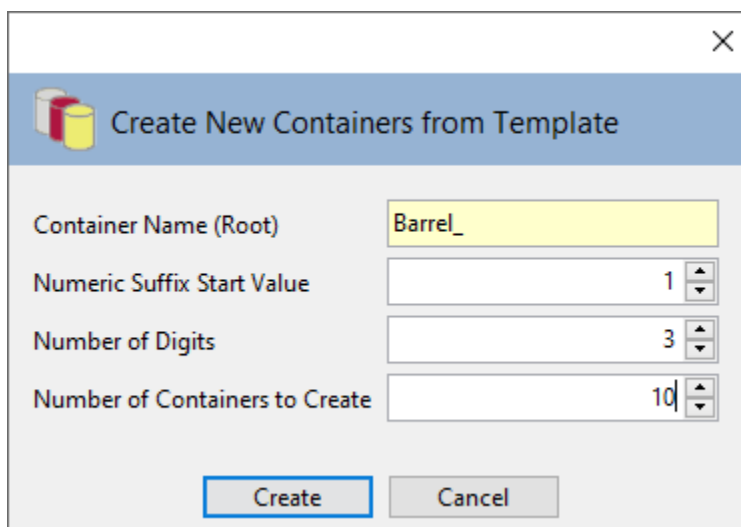 Create New Containers from Template
Container Name (Root) Barrel_
Numeric Suffix Start Value 1
Number of Digits 3
Number of Containers to Create 10
Create Cancel